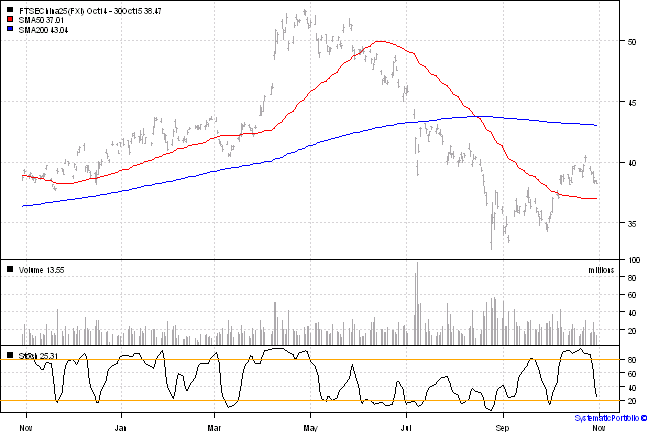 FTSEChina25(FXI) Oct14 - 30Oct15 38.47
SMA50 37.01
SMA200 43.04
50
45
40
35
Volume 13.55
millions
100
80
60
40
20
Stoch 25.31
80
60
40
20
Nov Jan Mar May Jul Sep Nov
SystematicPortfolio ©